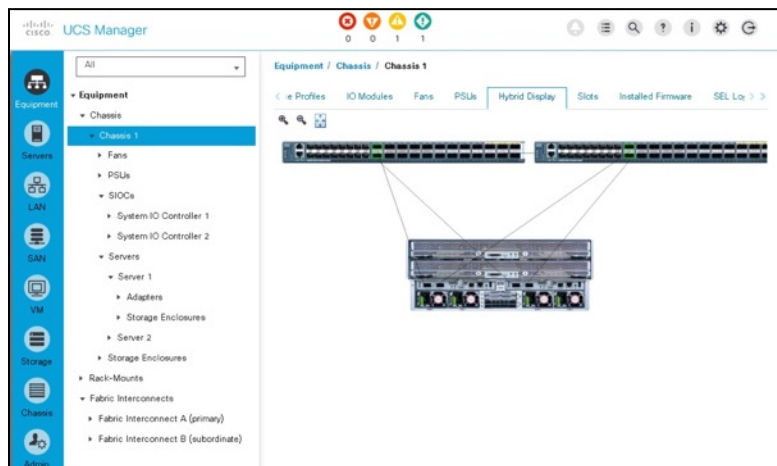 CISCO
UCS Manager
0 0 1 1
All
Equipment / Chassis / Chassis 1
Equipment
Servers
LAN
SAN
VM
Storage
Chassis
Admin
Equipment
Chassis
Chassis 1
Fans
PSUs
SIOCs
System IO Controller 1
System IO Controller 2
Servers
Server 1
Adapters
Storage Enclosures
Server 2
Storage Enclosures
Rack-Mounts
Fabric Interconnects
Fabric Interconnect A (primary)
Fabric Interconnect B (subordinate)
< e Profiles IO Modules Fans PSUs Hybrid Display Slots Installed Firmware SEL Log > >